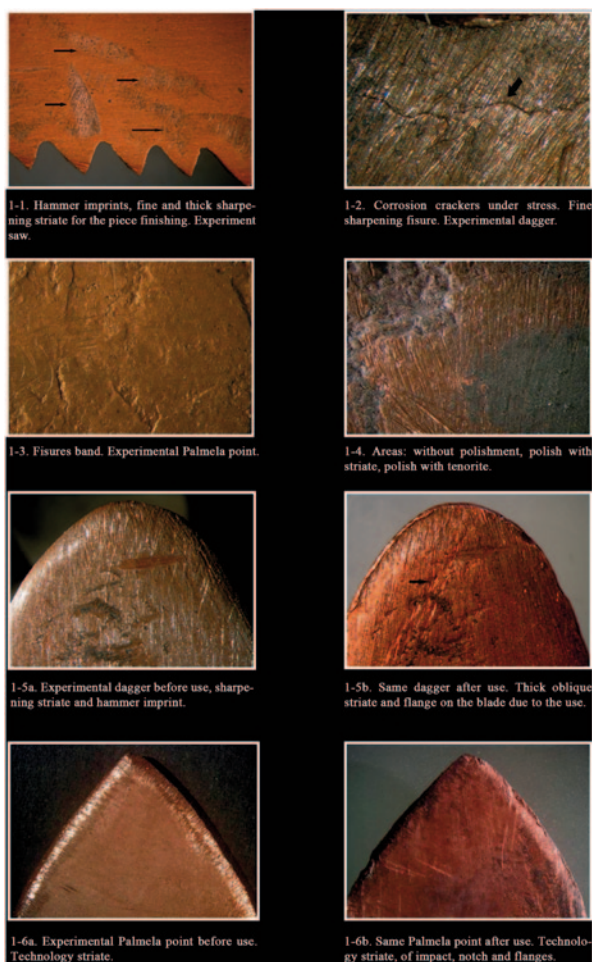 1-1. Hammer imprints, fine and thick sharpe-
ning striate for the piece finishing. Experiment
saw.
1-2. Corrosion crackers under stress. Fine
sharpening fisure. Experimental dagger.
1-3. Fisures band. Experimental Palmela point.
1-4. Areas: without polishment, polish with
striate, polish with tenorite.
1-5a. Experimental dagger before use, sharpe-
ning striate and hammer imprint.
1-5b. Same dagger after use. Thick oblique
striate and flange on the blade due to the use.
1-6a. Experimental Palmela point before use.
Technology striate.
1-6b. Same Palmela point after use. Technolo-
gy striate, of impact, notch and flanges.